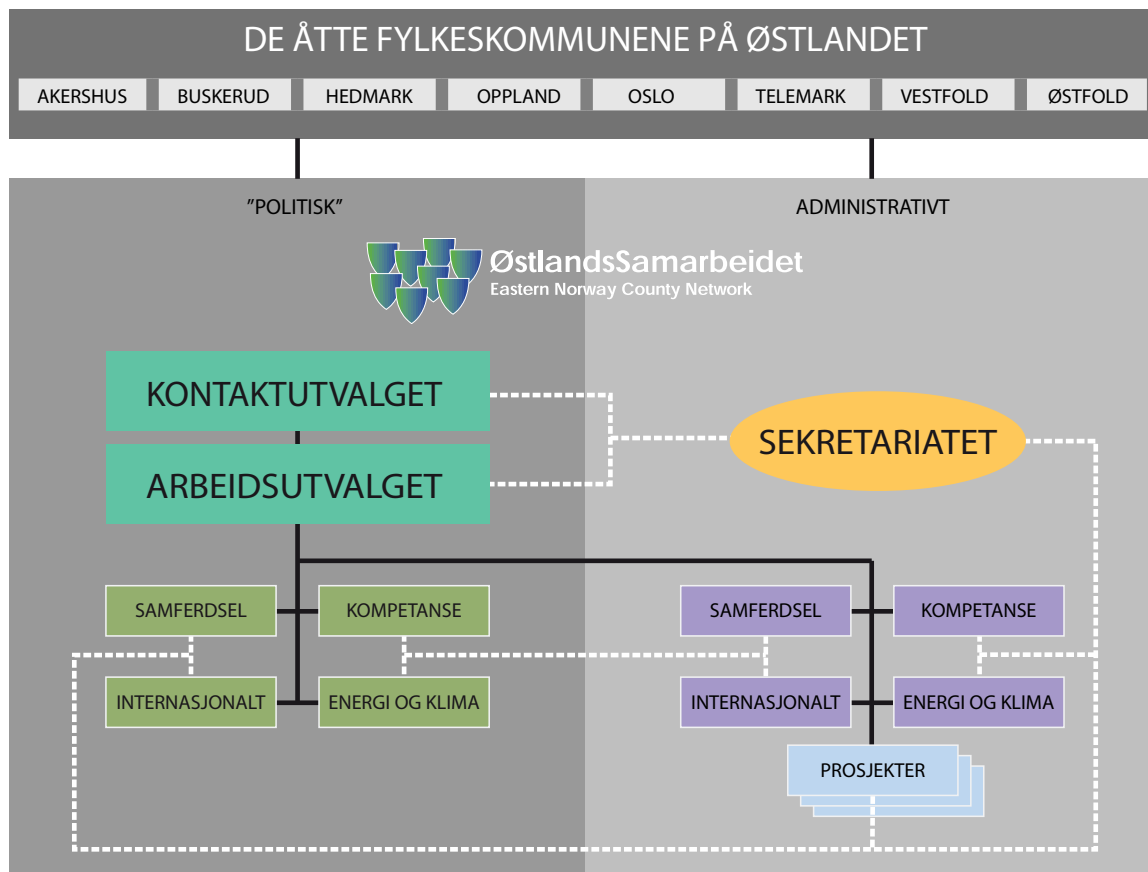 DE ÅTTE FYLKESKOMMUNENE PÅ ØSTLANDET
AKERSHUS BUSKERUD HEDMARK OPPLAND OSLO TELEMARK VESTFOLD ØSTFOLD
”POLITISK” ADMINISTRATIVT
ØstlandsSamarbeidet
Eastern Norway County Network
KONTAKTUTVALGET
SEKRETARIATET
ARBEIDSUTVALGET
SAMFERDSEL KOMPETANSE SAMFERDSEL KOMPETANSE
INTERNASJONALT ENERGI OG KLIMA INTERNASJONALT ENERGI OG KLIMA
PROSJEKTER